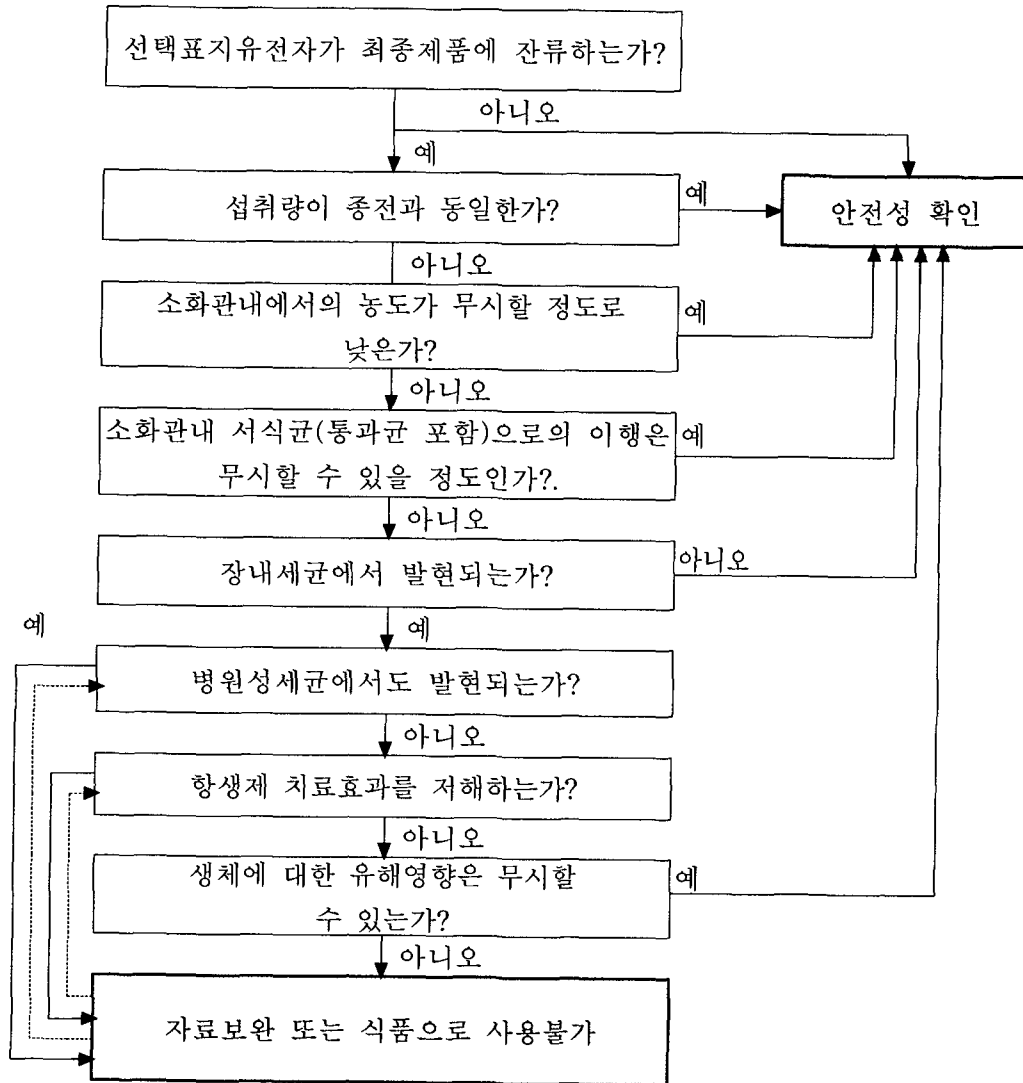 선택표지유전자가 최종제품에 잔류하는가?
아니오
예
섭취량이 종전과 동일한가?
예
안전성 확인
아니오
소화관내에서의 농도가 무시할 정도로
낮은가?
예
아니오
소화관내 서식균(통과균 포함)으로의 이행은
무시할 수 있을 정도인가?.
예
아니오
장내세균에서 발현되는가?
아니오
예
예
병원성세균에서도 발현되는가?
아니오
항생제 치료효과를 저해하는가?
아니오
생체에 대한 유해영향은 무시할
수 있는가?
예
아니오
자료보완 또는 식품으로 사용불가